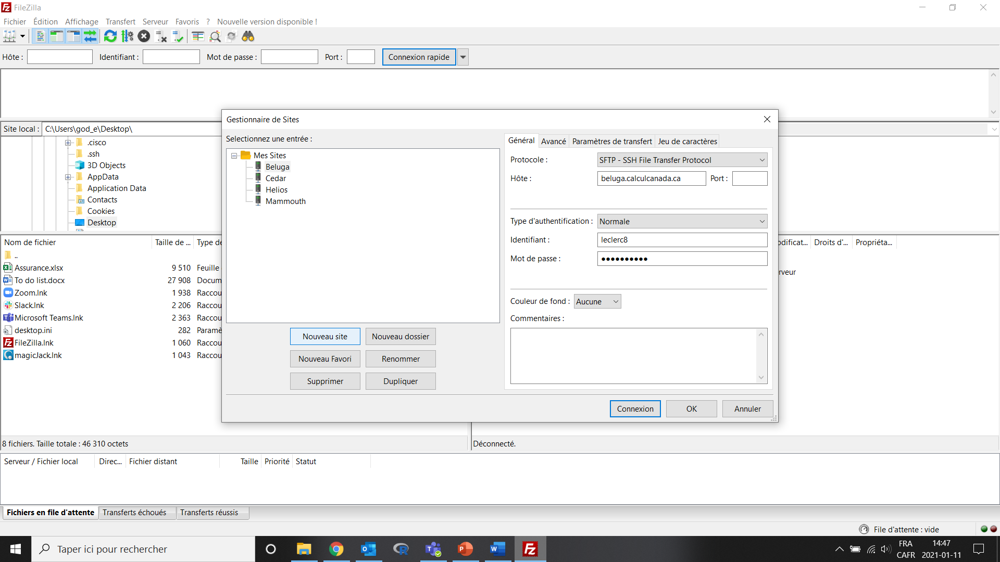 FileZilla
Fichier Édition Affichage Transfert Serveur Favoris ? Nouvelle version disponible !
Hôte : Identifiant : Mot de passe : Port : Connexion rapide
Site local : C:\Users\god_e\Desktop\
.cisco
.ssh
3D Objects
AppData
Application Data
Contacts
Cookies
Desktop
Nom de fichier Taille de ... Type de
..
Assurance.xlsx 9 510 Feuille
To do list.docx 27 908 Docum
Zoom.lnk 1 938 Raccou
Slack.lnk 2 206 Raccou
Microsoft Teams.lnk 2 363 Raccou
desktop.ini 282 Paramè
FileZilla.lnk 1 060 Raccou
magicJack.lnk 1 043 Raccou
8 fichiers. Taille totale : 46 310 octets
Gestionnaire de Sites
Selectionnez une entrée :
Mes Sites
Beluga
Cedar
Helios
Mammouth
Nouveau site Nouveau dossier
Nouveau Favori Renommer
Supprimer Dupliquer
Général Avancé Paramètres de transfert Jeu de caractères
Protocole : SFTP - SSH File Transfer Protocol
Hôte : beluga.calculcanada.ca Port :
Type d'authentification : Normale
Identifiant : leclerc8
Mot de passe : ●●●●●●●●●●
Couleur de fond : Aucune
Commentaires :
Connexion OK Annuler
odificat... Droits d'... Propriéta...
rveur
Déconnecté.
Serveur / Fichier local Direc... Fichier distant Taille Priorité Statut
Fichiers en file d'attente Transferts échoués Transferts réussis
File d'attente : vide
Taper ici pour rechercher
FRA 14:47
CAFR 2021-01-11